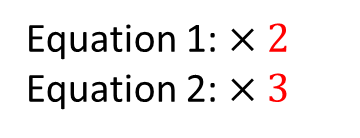 Equation 1: × 2
Equation 2: × 3